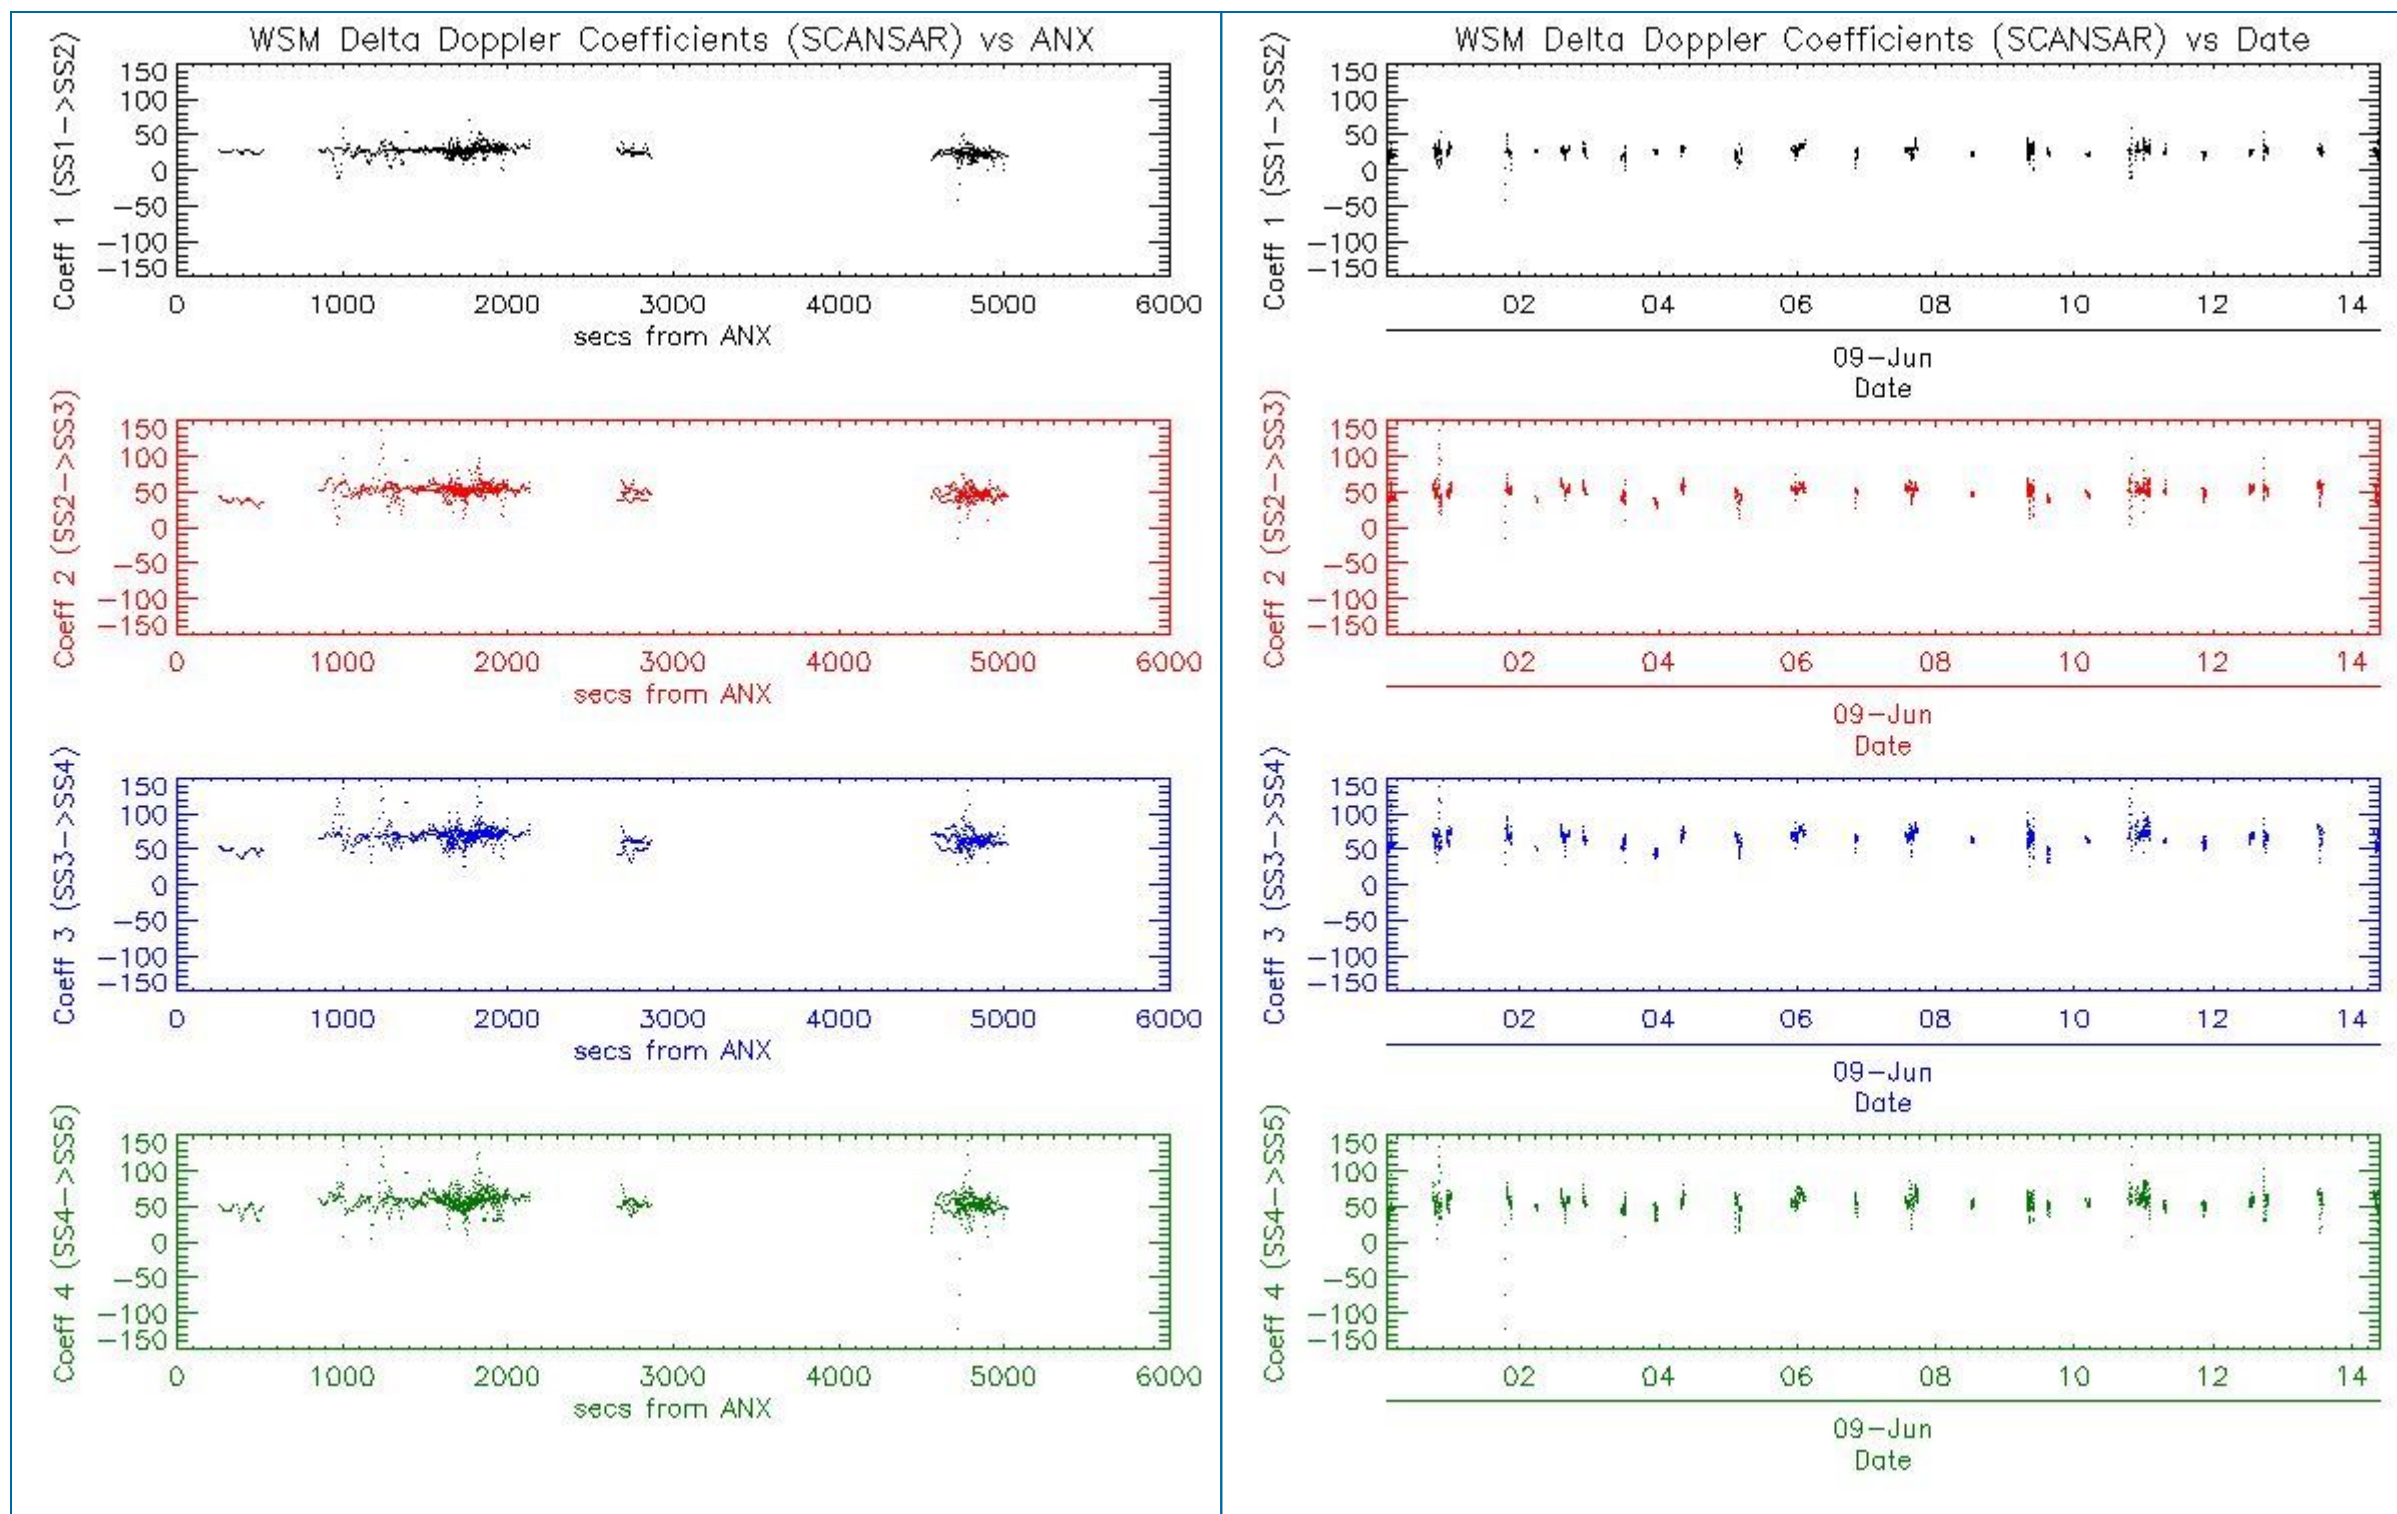 WSM Delta Doppler Coefficients (SCANSAR) vs ANX
Coeff 1 (SS1->SS2)
150
100
50
0
-50
-100
-150
0 1000 2000 3000 4000 5000 6000
secs from ANX
Coeff 2 (SS2->SS3)
150
100
50
0
-50
-100
-150
0 1000 2000 3000 4000 5000 6000
secs from ANX
Coeff 3 (SS3->SS4)
150
100
50
0
-50
-100
-150
0 1000 2000 3000 4000 5000 6000
secs from ANX
Coeff 4 (SS4->SS5)
150
100
50
0
-50
-100
-150
0 1000 2000 3000 4000 5000 6000
secs from ANX
WSM Delta Doppler Coefficients (SCANSAR) vs Date
Coeff 1 (SS1->SS2)
150
100
50
0
-50
-100
-150
02 04 06 08 10 12 14
09-Jun
Date
Coeff 2 (SS2->SS3)
150
100
50
0
-50
-100
-150
02 04 06 08 10 12 14
09-Jun
Date
Coeff 3 (SS3->SS4)
150
100
50
0
-50
-100
-150
02 04 06 08 10 12 14
09-Jun
Date
Coeff 4 (SS4->SS5)
150
100
50
0
-50
-100
-150
02 04 06 08 10 12 14
09-Jun
Date